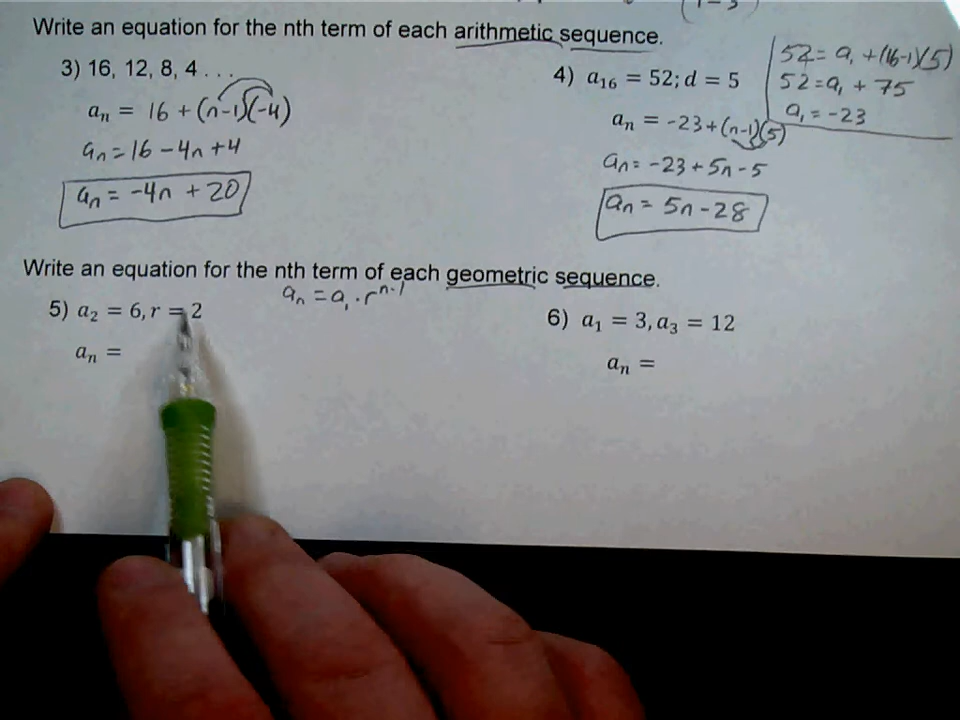 Write an equation for the nth term of each arithmetic sequence.
3) 16, 12, 8, 4 . . .
aₙ = 16 + (n-1)(-4)
aₙ = 16 - 4n + 4
aₙ = -4n + 20
4) a₁₆ = 52; d = 5
52 = a₁ + (16-1)(5)
52 = a₁ + 75
a₁ = -23
aₙ = -23 + (n-1)(5)
aₙ = -23 + 5n - 5
aₙ = 5n - 28
Write an equation for the nth term of each geometric sequence.
aₙ = a₁ · rⁿ⁻¹
5) a₂ = 6, r = 2
aₙ =
6) a₁ = 3, a₃ = 12
aₙ =